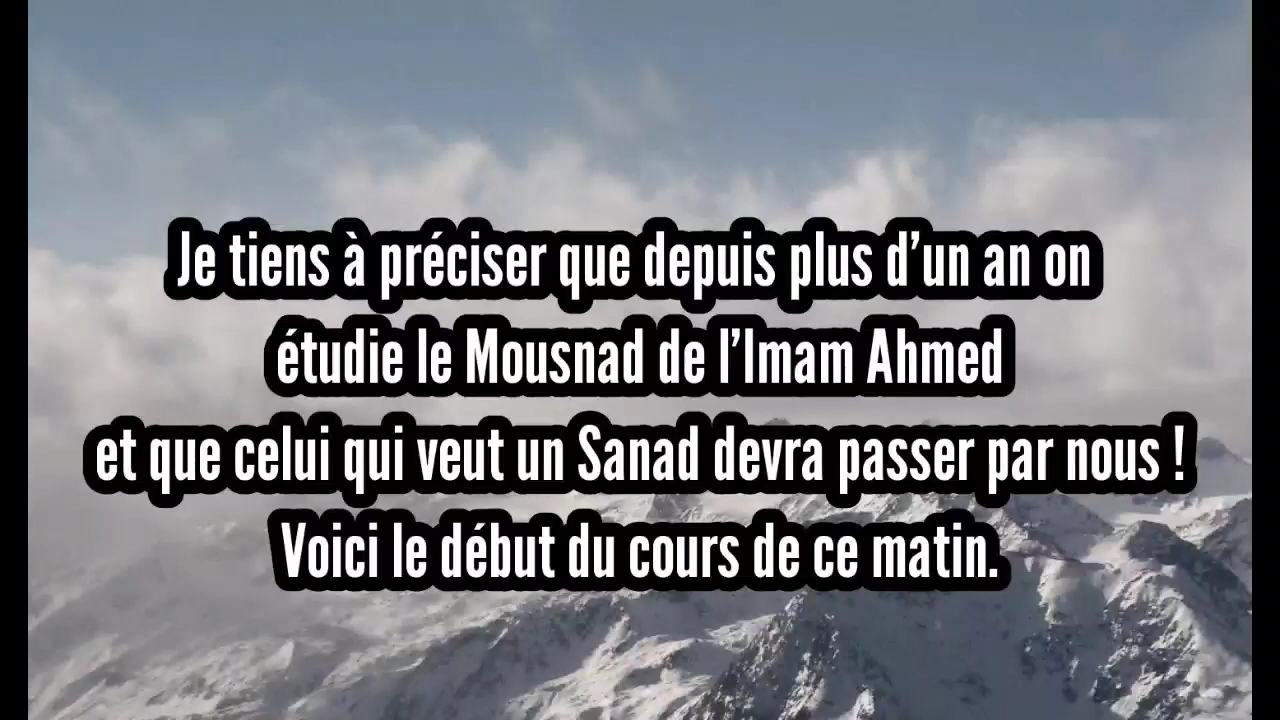 Je tiens à préciser que depuis plus d’un an on
étudie le Mousnad de l’Imam Ahmed
et que celui qui veut un Sanad devra passer par nous !
Voici le début du cours de ce matin.